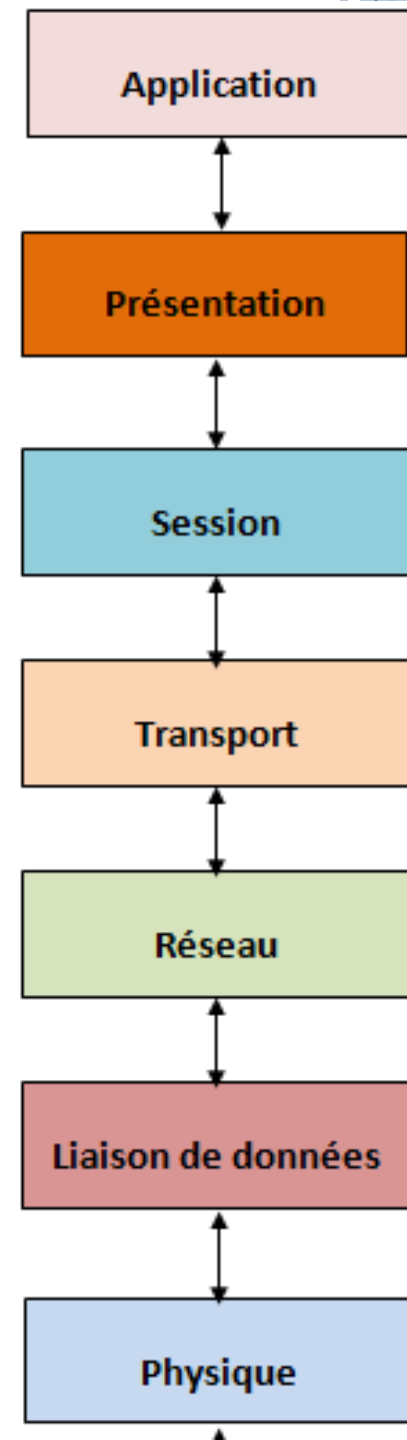 Application
Présentation
Session
Transport
Réseau
Liaison de données
Physique